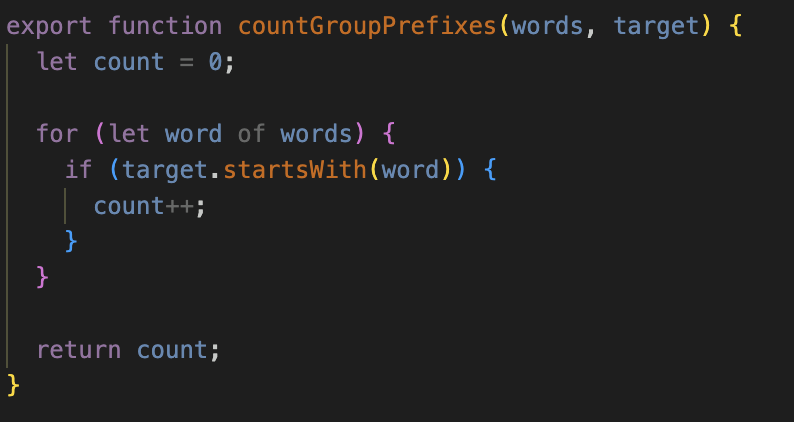 export function countGroupPrefixes(words, target) {
  let count = 0;

  for (let word of words) {
    if (target.startsWith(word)) {
      count++;
    }
  }

  return count;
}